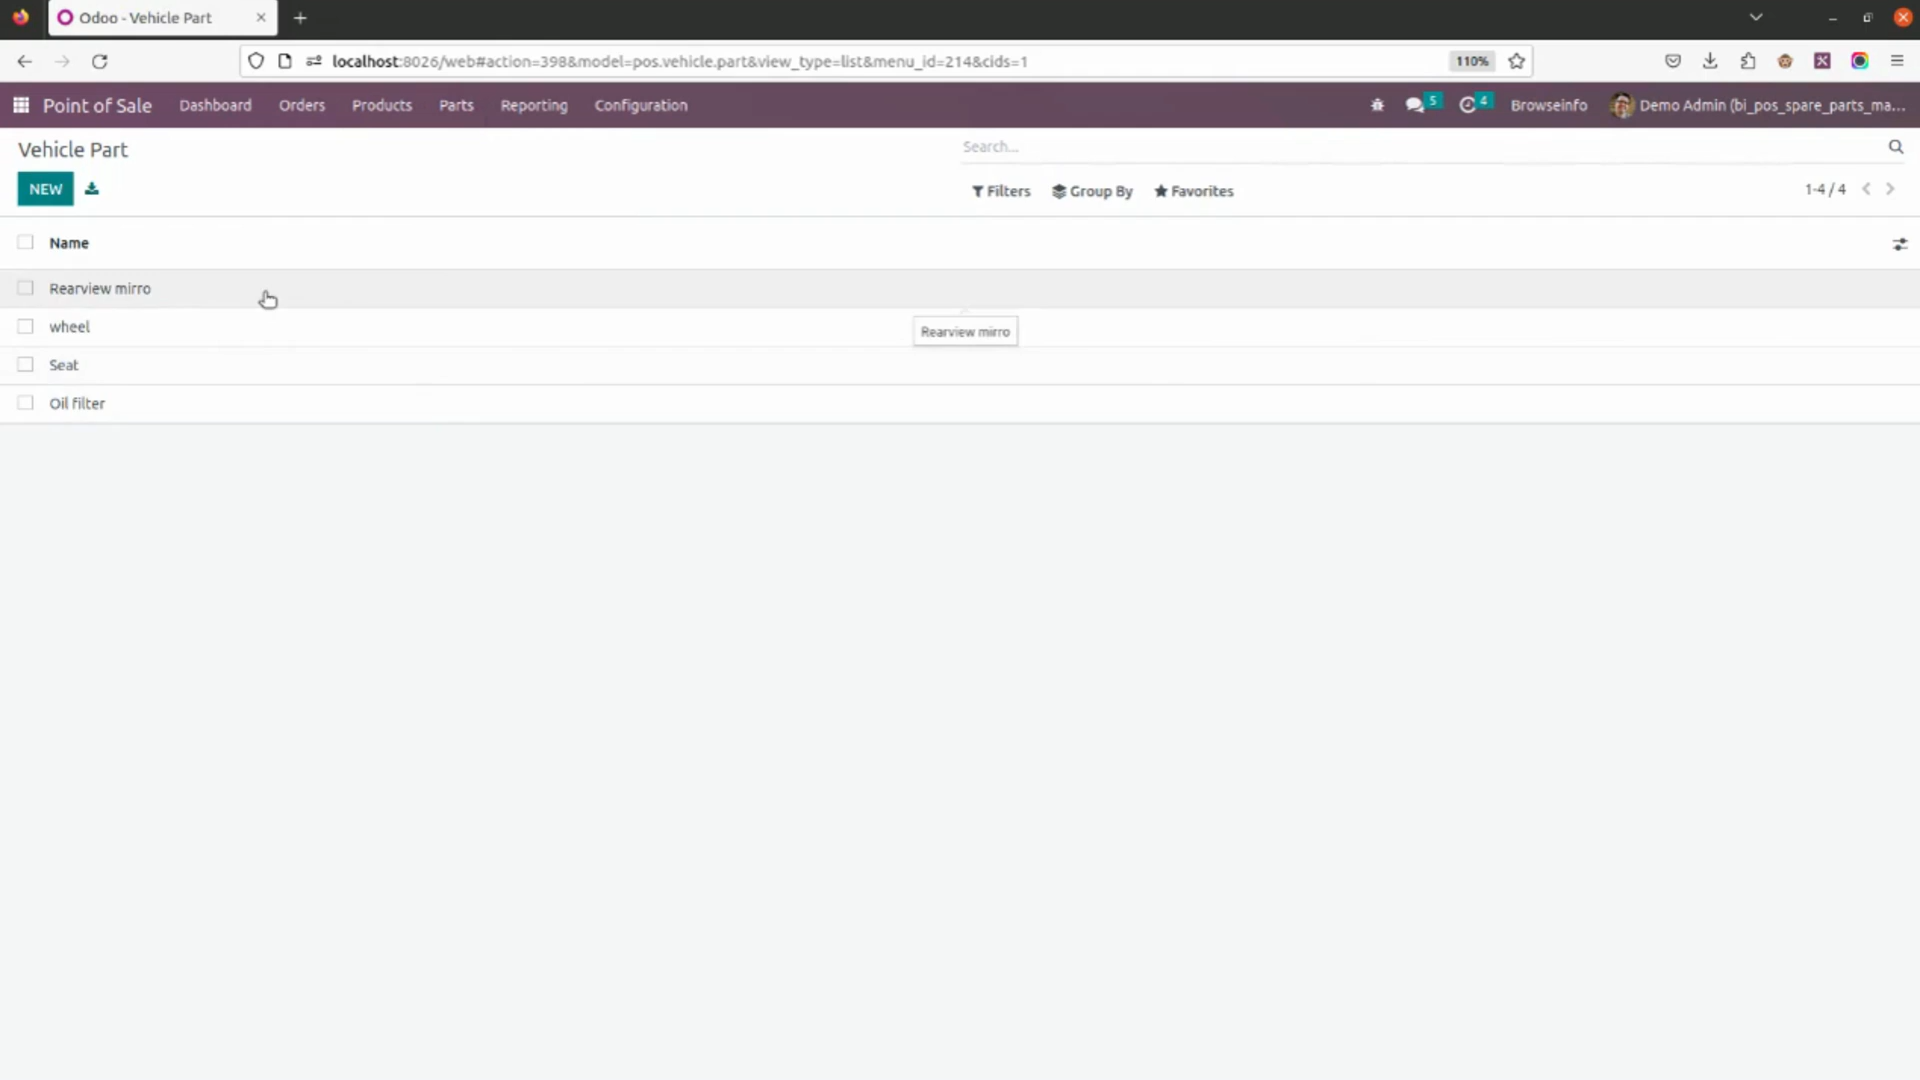 Odoo - Vehicle Part
localhost:8026/web#action=398&model=pos.vehicle.part&view_type=list&menu_id=214&cids=1
110%
Point of Sale Dashboard Orders Products Parts Reporting Configuration 5 4 Browseinfo Demo Admin (bi_pos_spare_parts_ma...
Vehicle Part
Search...
NEW
Filters Group By Favorites
1-4 / 4
Name
Rearview mirro
wheel
Rearview mirro
Seat
Oil filter